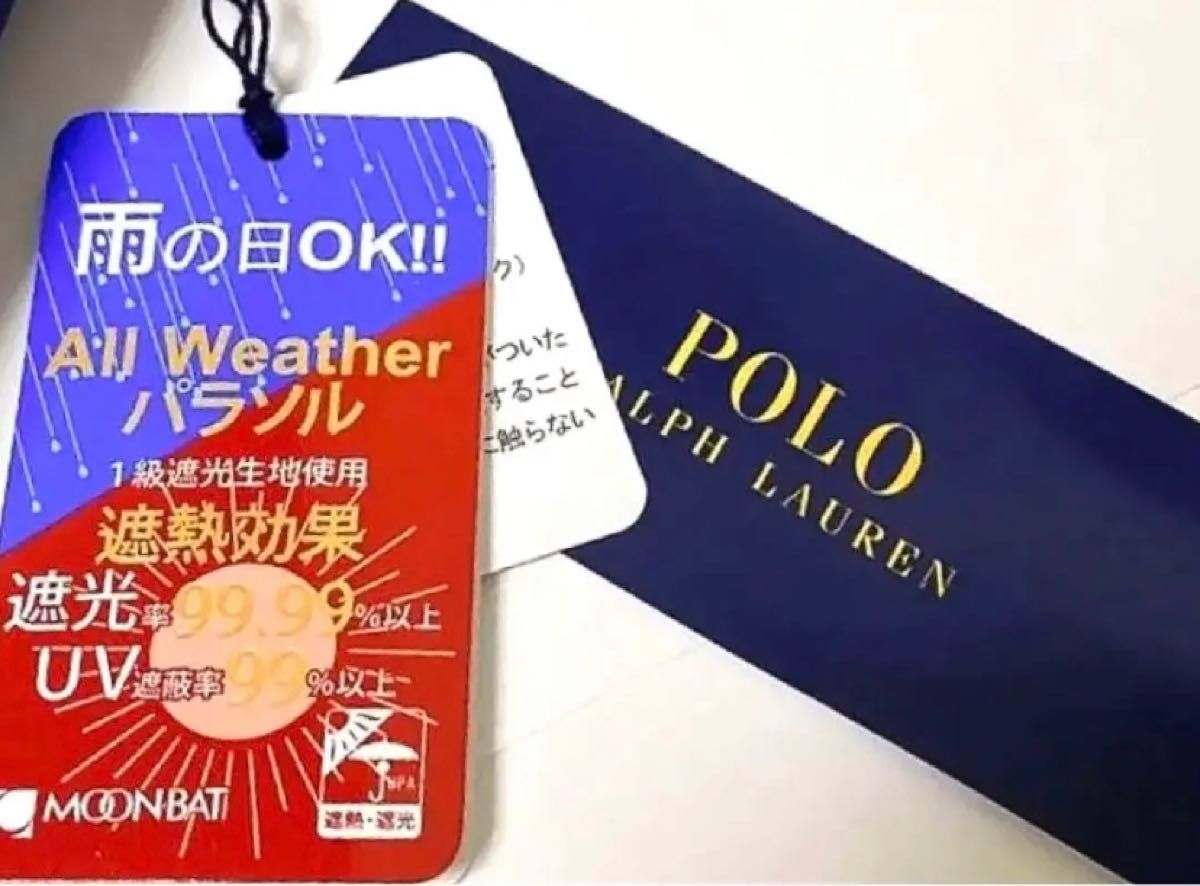 雨の日OK!!
All Weather
パラソル
1級遮光生地使用
遮熱効果
遮光率99.99%以上
UV遮蔽率99%以上
MOONBAT
遮熱・遮光
ク)
ついた
すること
に触らない
POLO
ALPH LAUREN